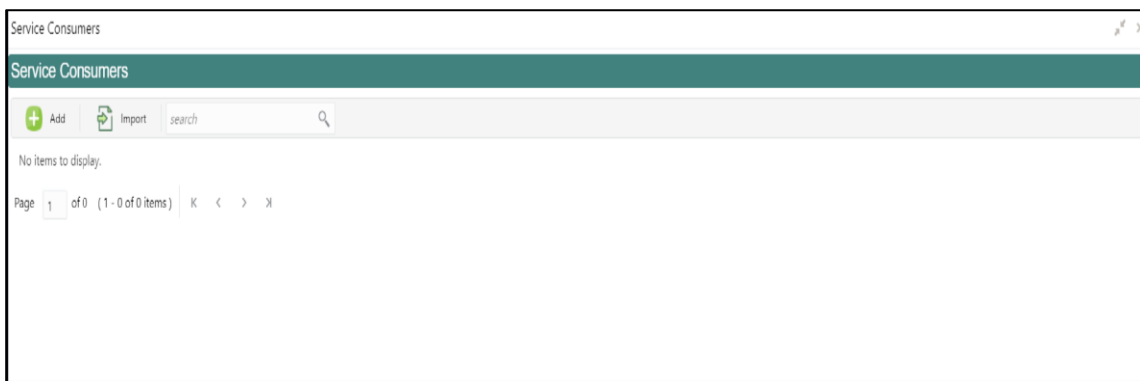 Service Consumers
Service Consumers
Add Import search
No items to display.
Page 1 of 0 ( 1 - 0 of 0 items )